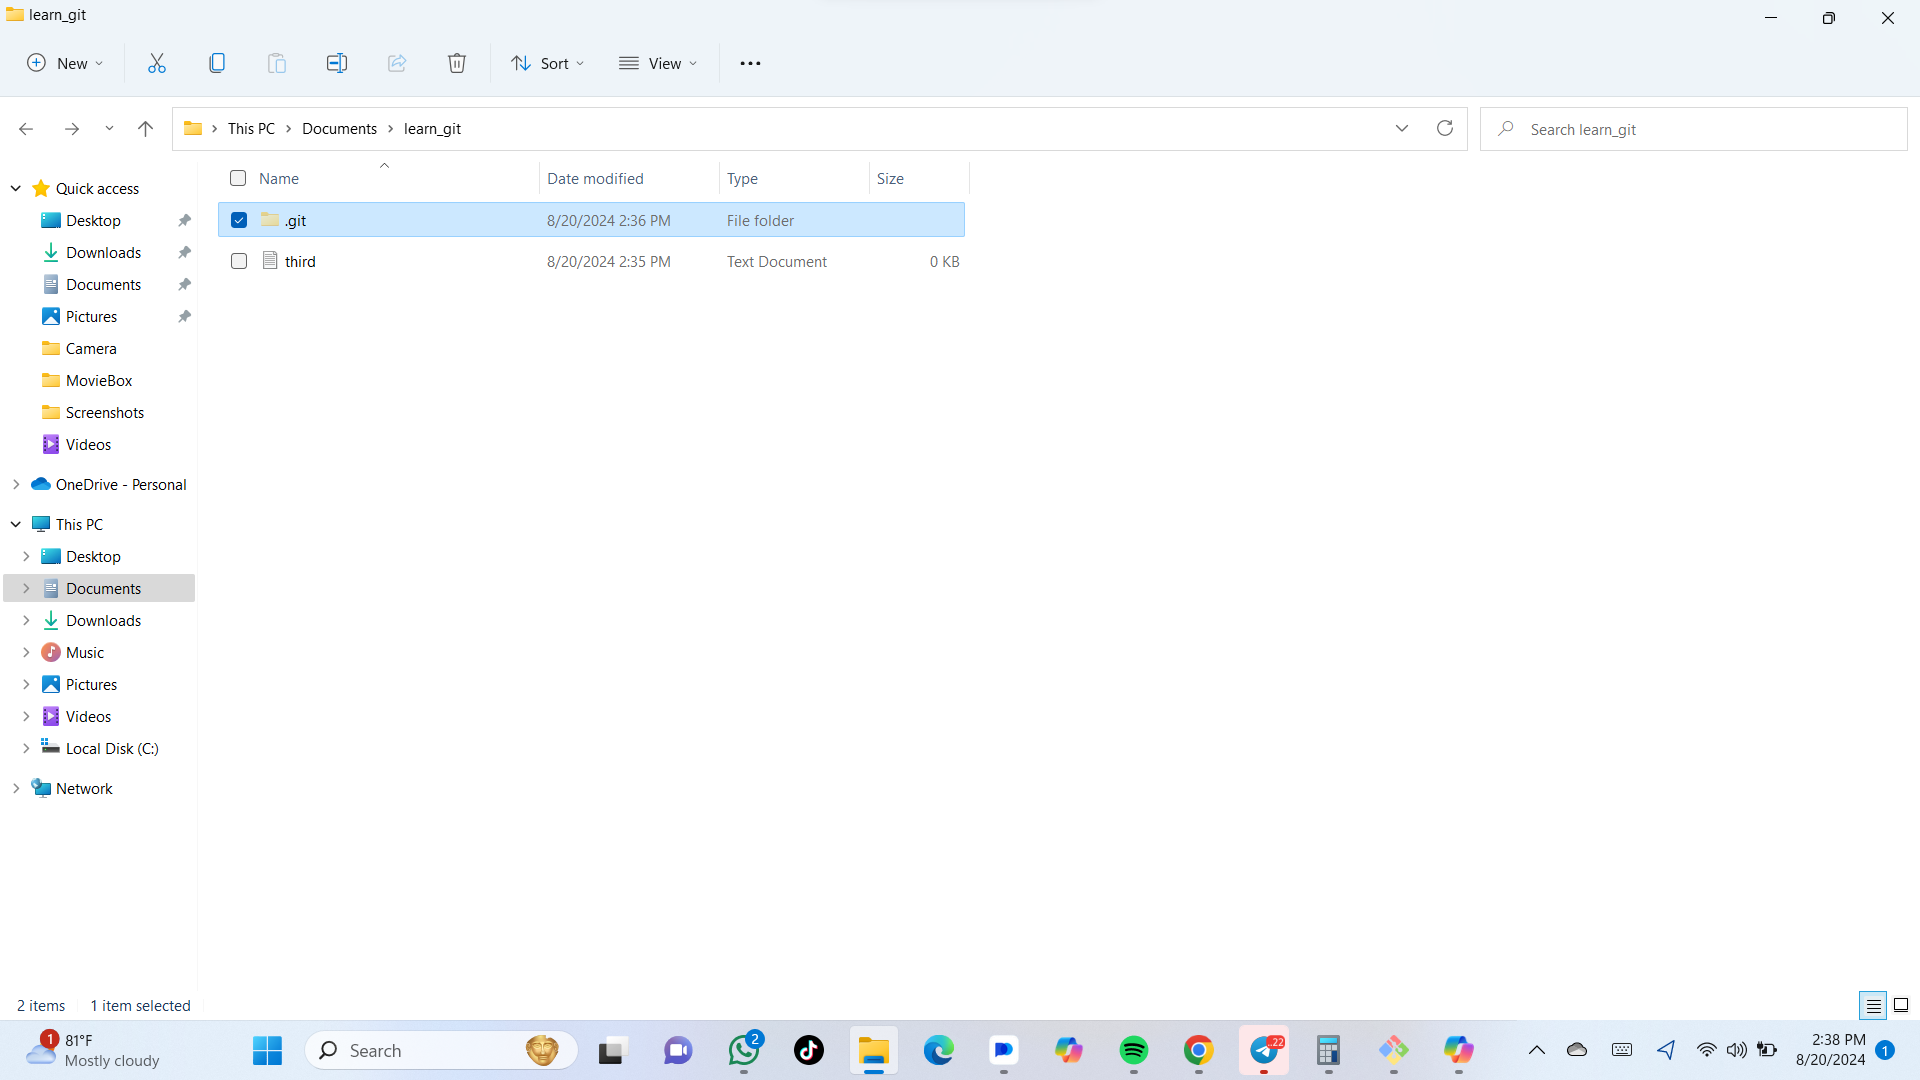 learn_git
New
Sort
View
This PC
Documents
learn_git
Search learn_git
Name
Date modified
Type
Size
.git
8/20/2024 2:36 PM
File folder
third
8/20/2024 2:35 PM
Text Document
0 KB
Quick access
Desktop
Downloads
Documents
Pictures
Camera
MovieBox
Screenshots
Videos
OneDrive - Personal
This PC
Desktop
Documents
Downloads
Music
Pictures
Videos
Local Disk (C:)
Network
2 items
1 item selected
1
81°F
Mostly cloudy
Search
2
..22
2:38 PM
8/20/2024
1